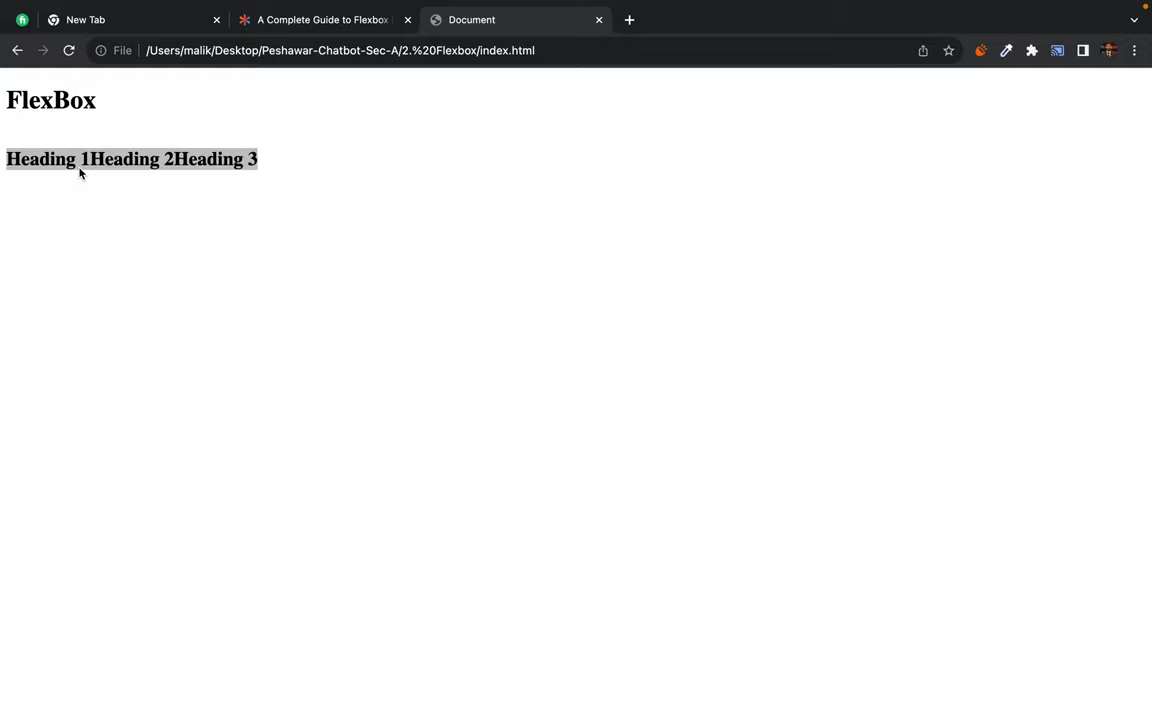 New Tab
A Complete Guide to Flexbox
Document
File
/Users/malik/Desktop/Peshawar-Chatbot-Sec-A/2.%20Flexbox/index.html
FlexBox
Heading 1Heading 2Heading 3